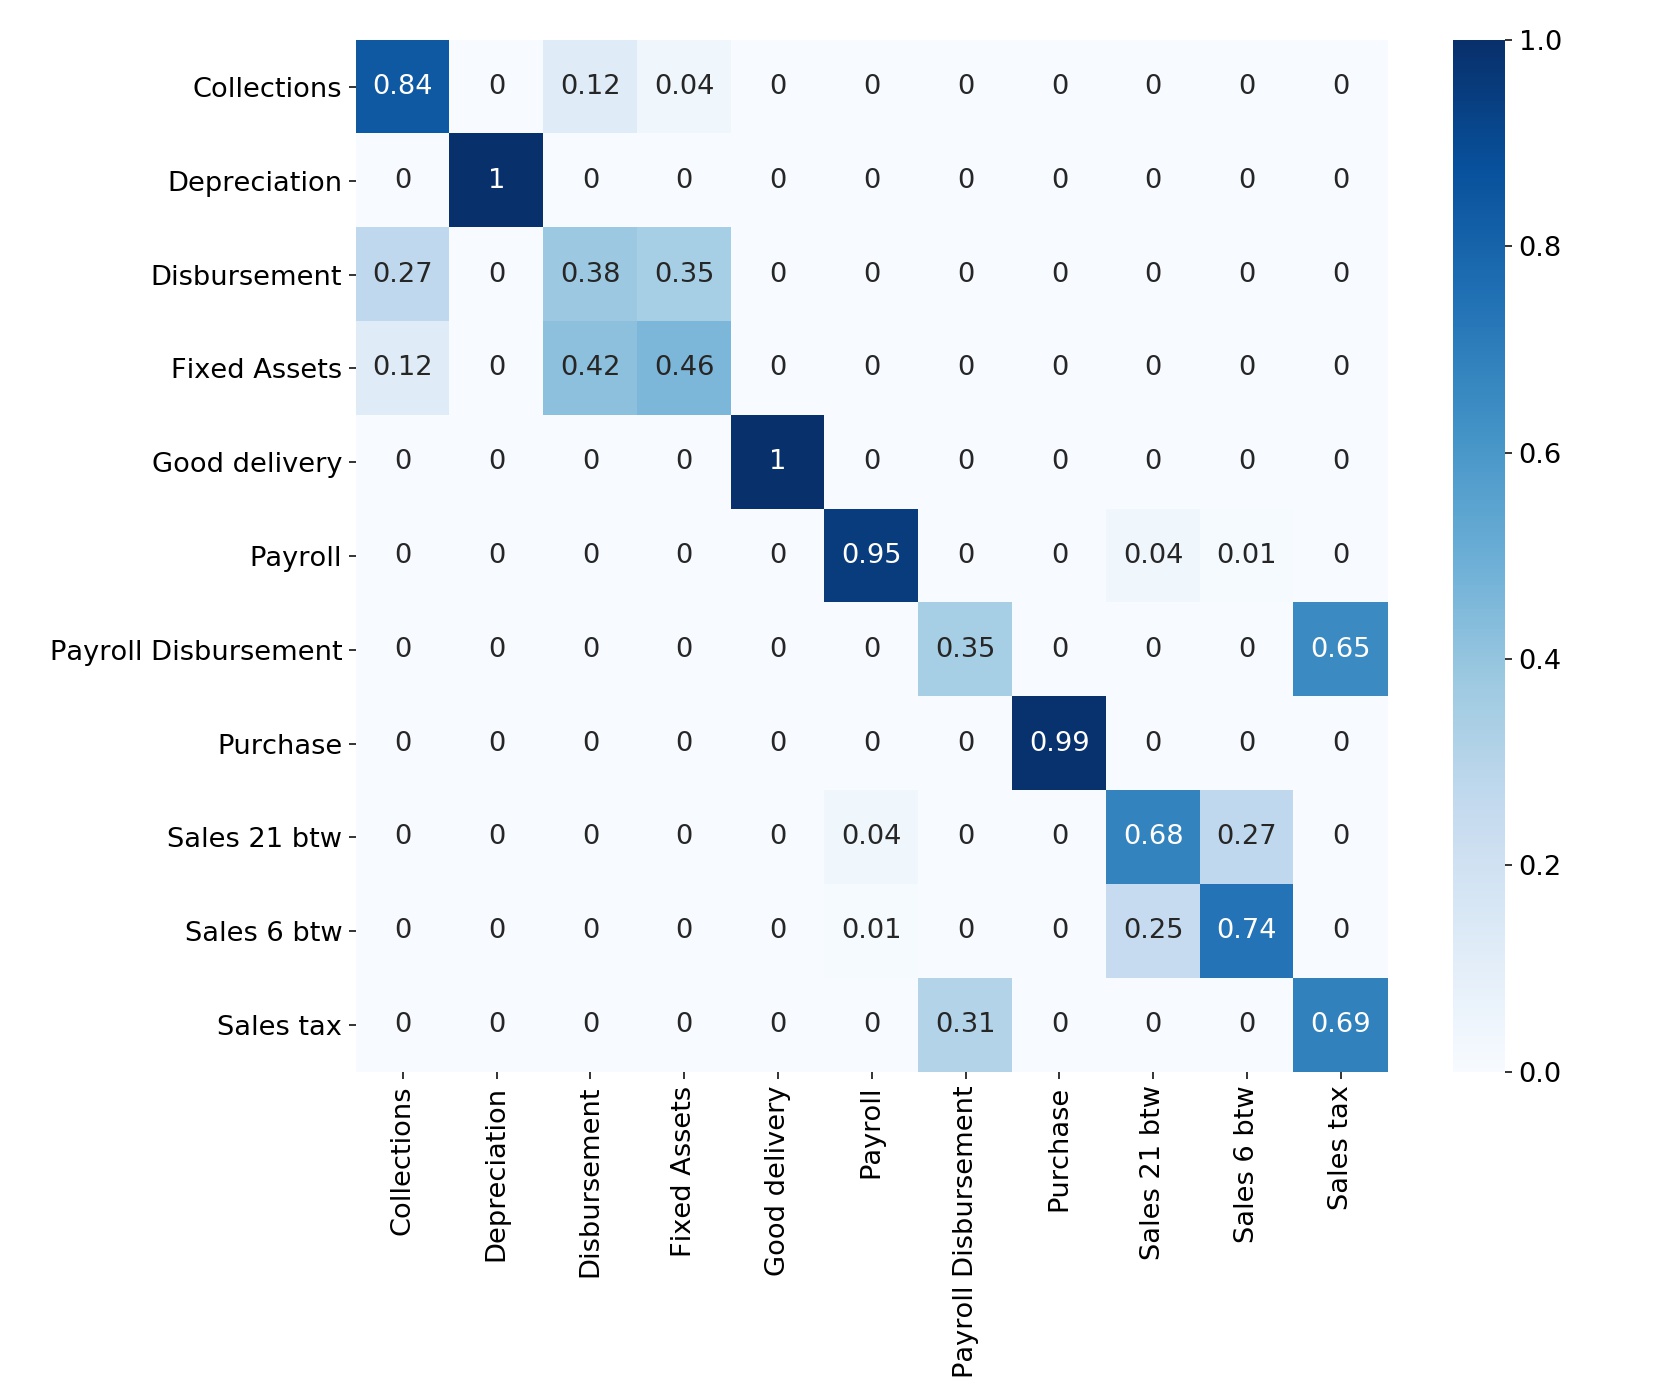 1.0
Collections 0.84 0 0.12 0.04 0 0 0 0 0 0 0
Depreciation 0 1 0 0 0 0 0 0 0 0 0
0.8
Disbursement 0.27 0 0.38 0.35 0 0 0 0 0 0 0
Fixed Assets 0.12 0 0.42 0.46 0 0 0 0 0 0 0
0.6
Good delivery 0 0 0 0 1 0 0 0 0 0 0
Payroll 0 0 0 0 0 0.95 0 0 0.04 0.01 0
Payroll Disbursement 0 0 0 0 0 0 0.35 0 0 0 0.65
0.4
Purchase 0 0 0 0 0 0 0 0.99 0 0 0
Sales 21 btw 0 0 0 0 0 0.04 0 0 0.68 0.27 0
0.2
Sales 6 btw 0 0 0 0 0 0.01 0 0 0.25 0.74 0
Sales tax 0 0 0 0 0 0 0.31 0 0 0 0.69
0.0
Collections
Depreciation
Disbursement
Fixed Assets
Good delivery
Payroll
Payroll Disbursement
Purchase
Sales 21 btw
Sales 6 btw
Sales tax